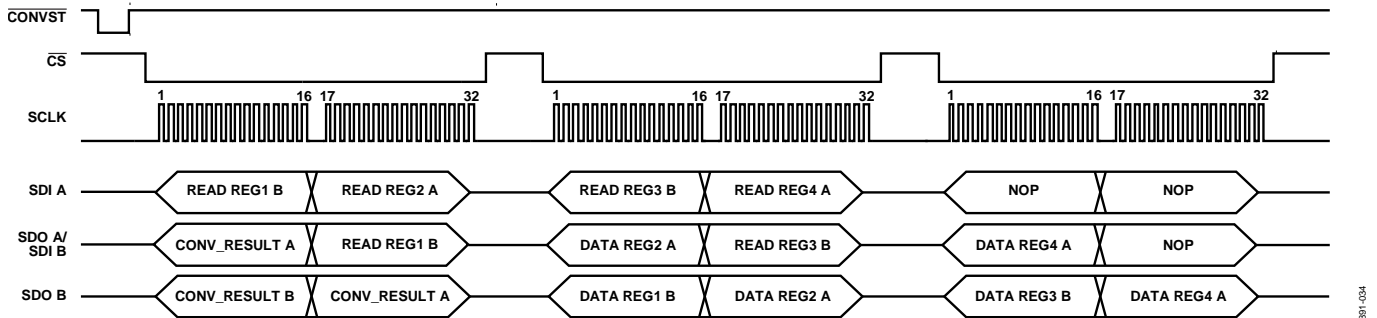 CONVST
CS
1 16 17 32 1 16 17 32 1 16 17 32
SCLK
SDI A READ REG1 B READ REG2 A READ REG3 B READ REG4 A NOP NOP
SDO A/
SDI B CONV_RESULT A READ REG1 B DATA REG2 A READ REG3 B DATA REG4 A NOP
SDO B CONV_RESULT B CONV_RESULT A DATA REG1 B DATA REG2 A DATA REG3 B DATA REG4 A
391-034